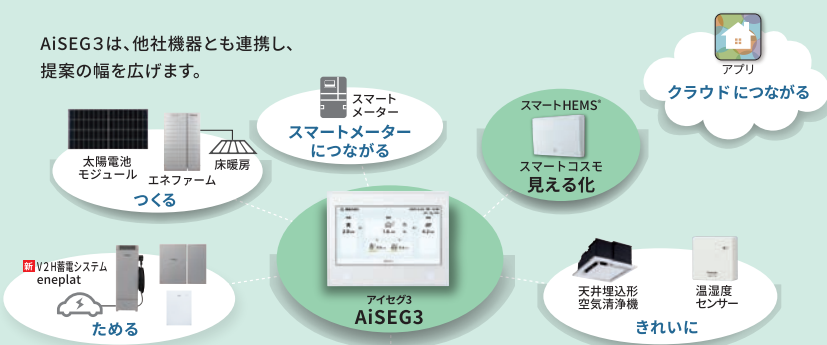 AiSEG3は、他社機器とも連携し、
提案の幅を広げます。
アプリ
クラウドにつながる
スマート
メーター
スマートメーター
につながる
スマートHEMS*
スマートコスモ
見える化
太陽電池
モジュール
エネファーム
床暖房
つくる
新 V2H蓄電システム
eneplat
ためる
アイセグ3
AiSEG3
天井埋込形
空気清浄機
温湿度
センサー
きれいに